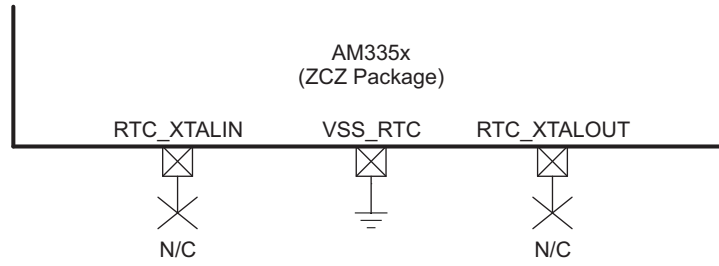 AM335x
(ZCZ Package)
RTC_XTALIN VSS_RTC RTC_XTALOUT
N/C N/C